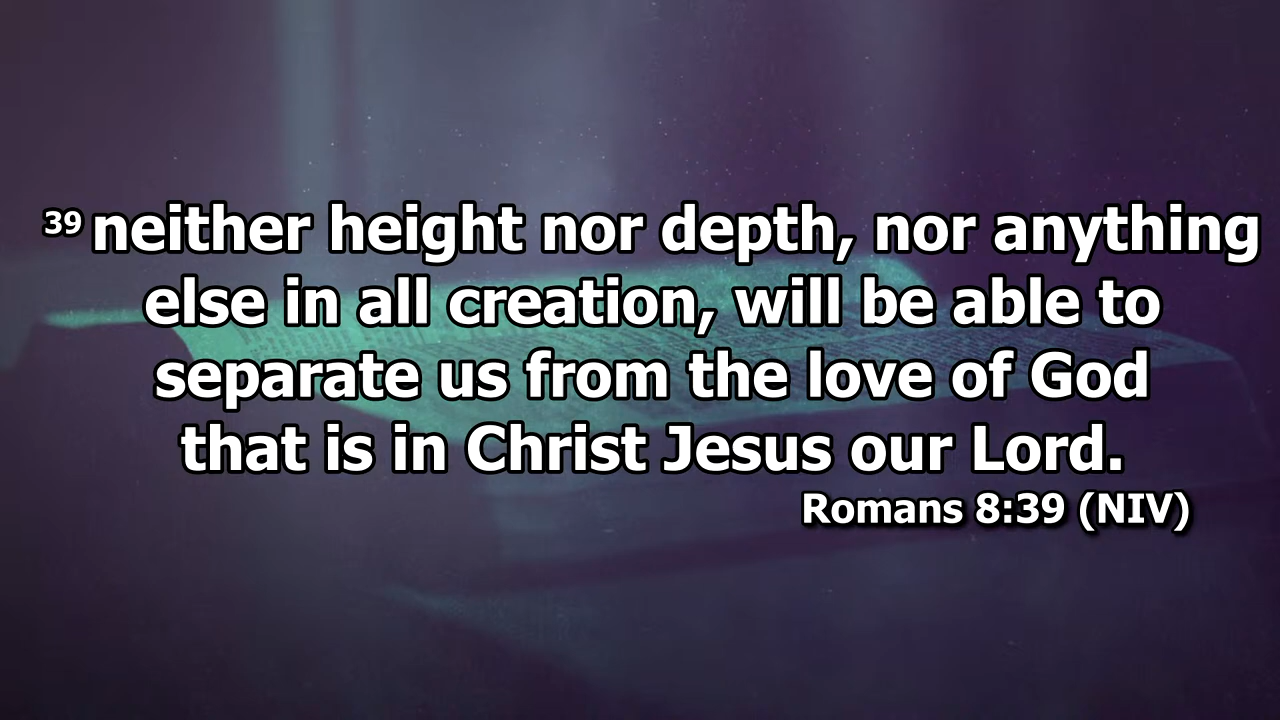 39 neither height nor depth, nor anything
else in all creation, will be able to
separate us from the love of God
that is in Christ Jesus our Lord.
Romans 8:39 (NIV)